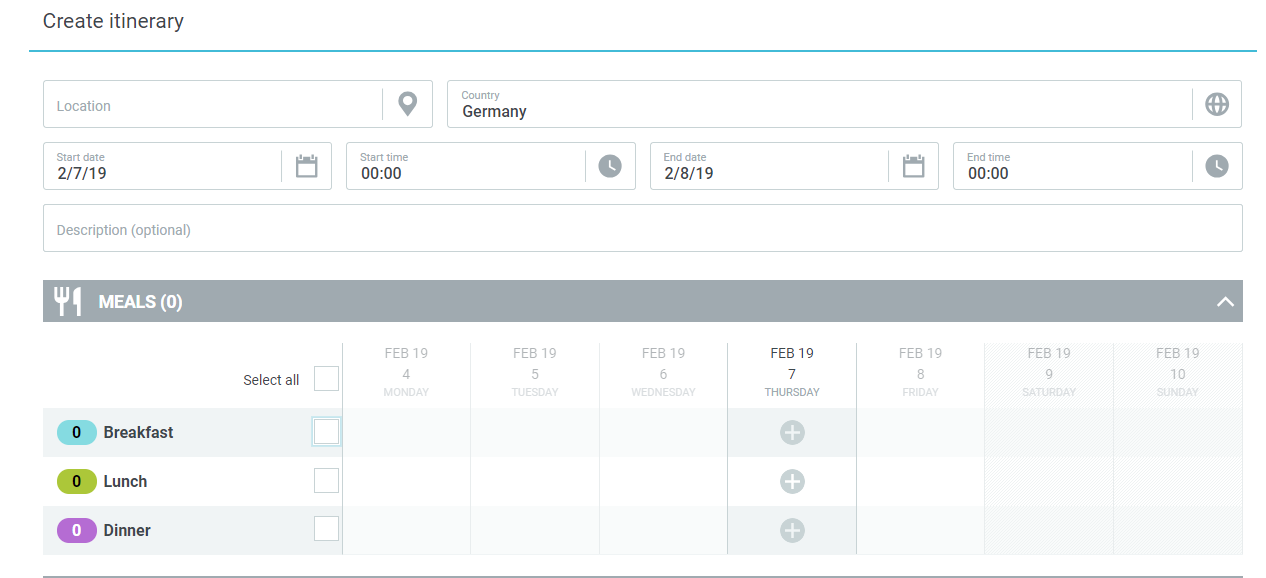 Create itinerary
Location
Country
Germany
Start date
2/7/19
Start time
00:00
End date
2/8/19
End time
00:00
Description (optional)
MEALS (0)
Select all
FEB 19 FEB 19 FEB 19 FEB 19 FEB 19 FEB 19 FEB 19
4 5 6 7 8 9 10
MONDAY TUESDAY WEDNESDAY THURSDAY FRIDAY SATURDAY SUNDAY
0 Breakfast
0 Lunch
0 Dinner